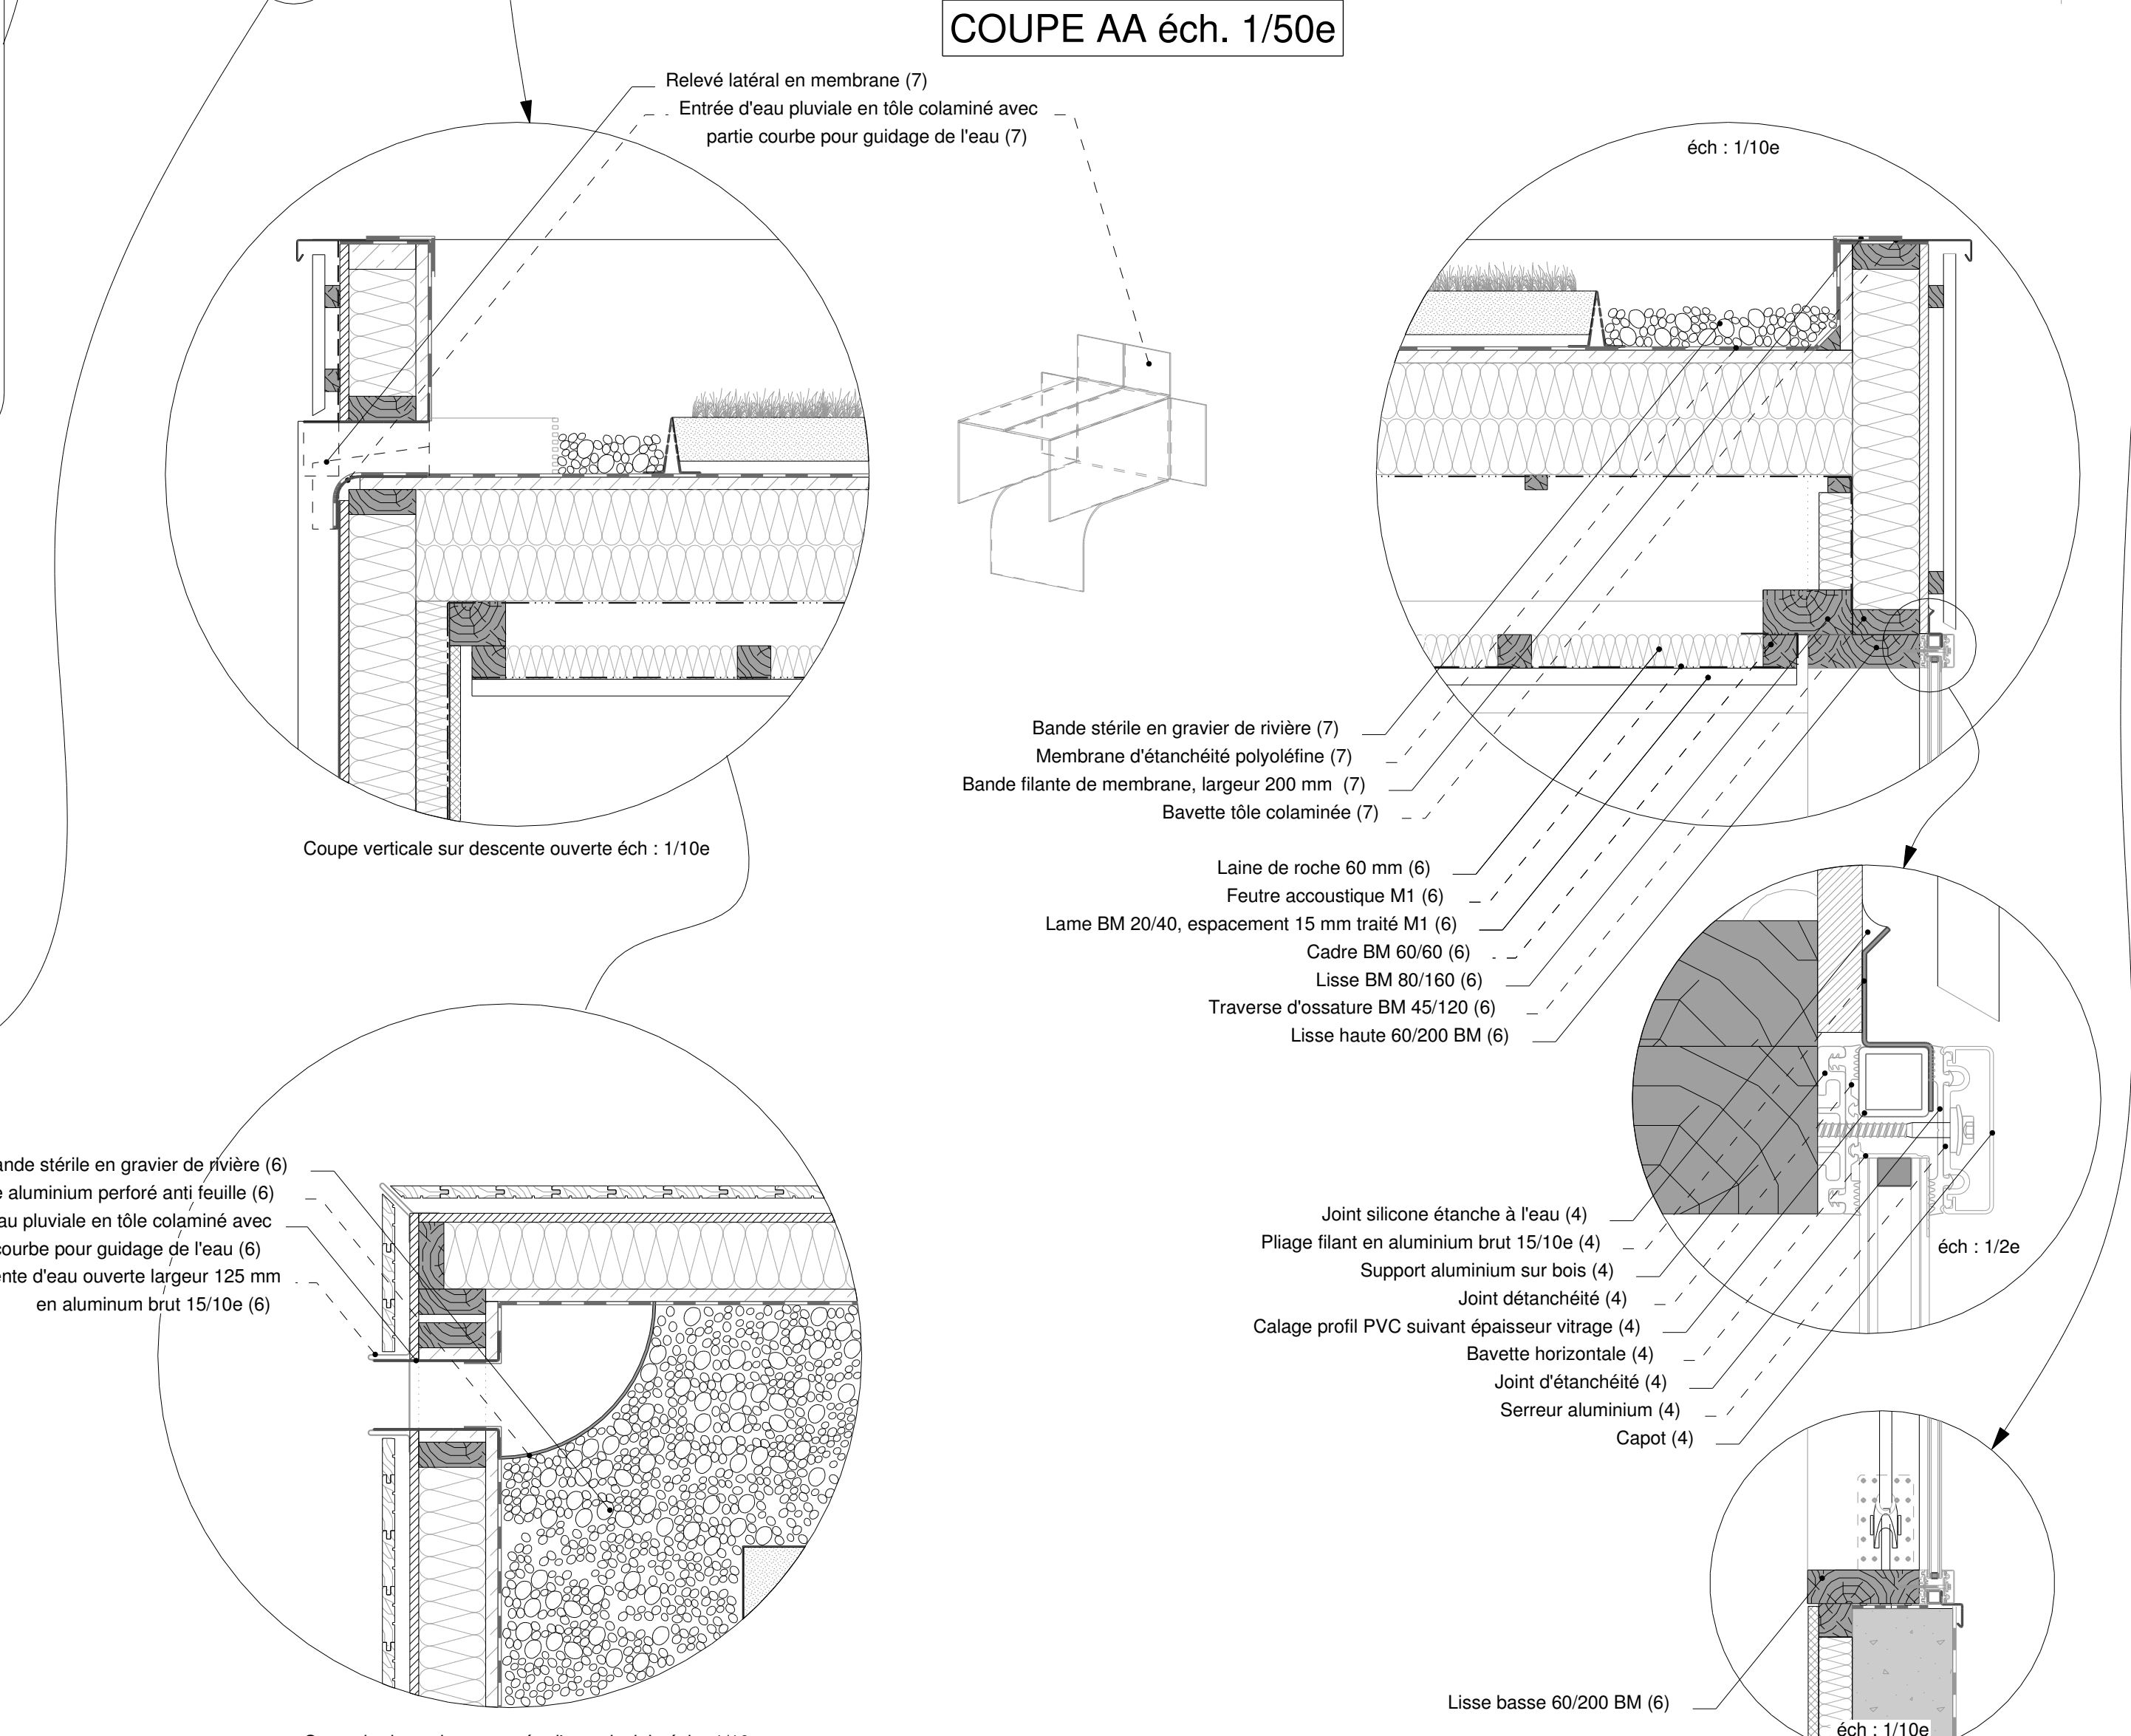 COUPE AA éch. 1/50e
Relevé latéral en membrane (7)
Entrée d'eau pluviale en tôle colaminé avec
partie courbe pour guidage de l'eau (7)
éch : 1/10e
Bande stérile en gravier de rivière (7)
Membrane d'étanchéité polyoléfine (7)
Bande filante de membrane, largeur 200 mm (7)
Bavette tôle colaminée (7)
Coupe verticale sur descente ouverte éch : 1/10e
Laine de roche 60 mm (6)
Feutre accoustique M1 (6)
Lame BM 20/40, espacement 15 mm traité M1 (6)
Cadre BM 60/60 (6)
Lisse BM 80/160 (6)
Traverse d'ossature BM 45/120 (6)
Lisse haute 60/200 BM (6)
stérile en gravier de rivière (6)
aluminium perforé anti feuille (6)
pluviale en tôle colaminé avec
courbe pour guidage de l'eau (6)
d'eau ouverte largeur 125 mm
en aluminum brut 15/10e (6)
Joint silicone étanche à l'eau (4)
Pliage filant en aluminium brut 15/10e (4)
Support aluminium sur bois (4)
Joint détanchéité (4)
Calage profil PVC suivant épaisseur vitrage (4)
Bavette horizontale (4)
Joint d'étanchéité (4)
Serreur aluminium (4)
Capot (4)
éch : 1/2e
Lisse basse 60/200 BM (6)
éch : 1/10e